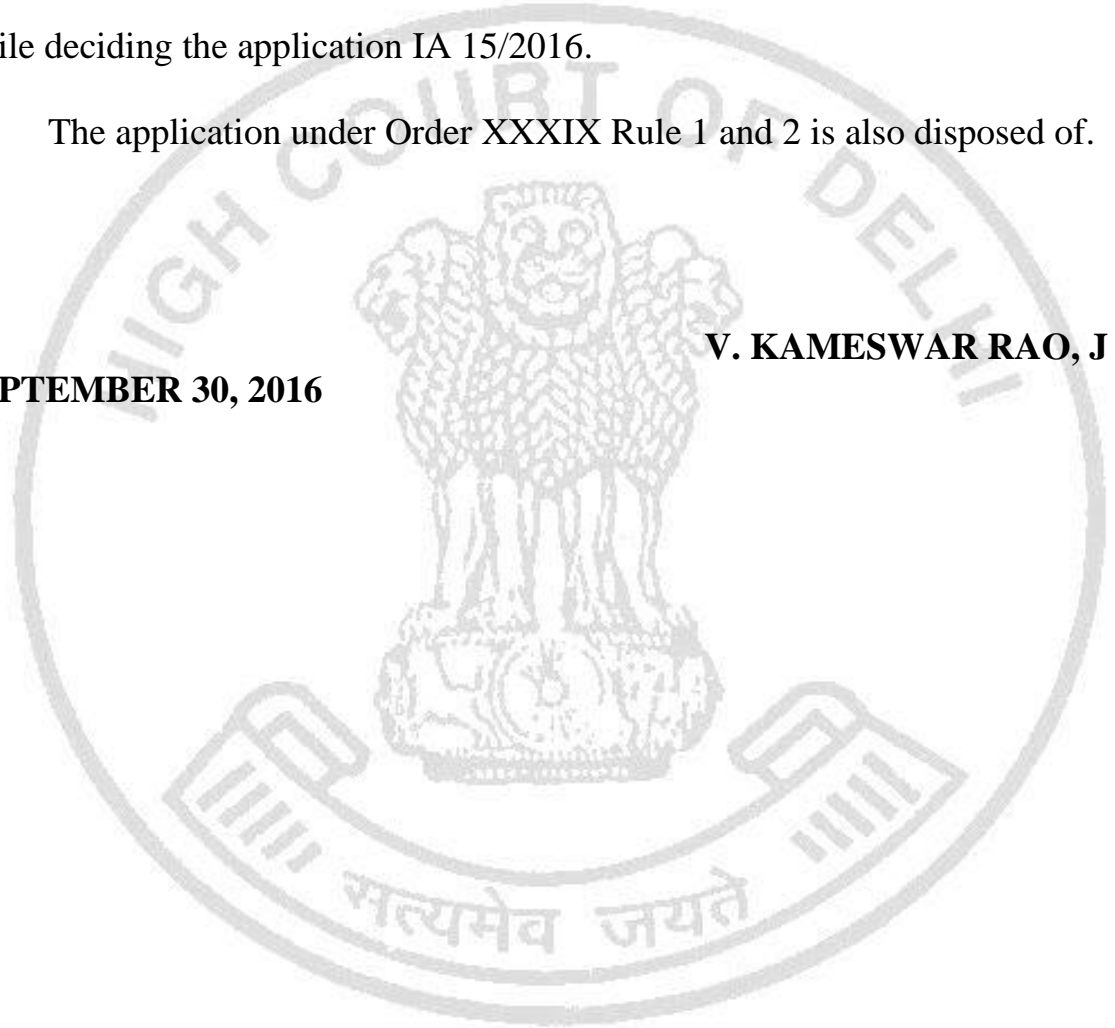 ile deciding the application IA 15/2016.
The application under Order XXXIX Rule 1 and 2 is also disposed of.
HIGH COURT OF DELHI
V. KAMESWAR RAO, J
PTEMBER 30, 2016
सत्यमेव जयते